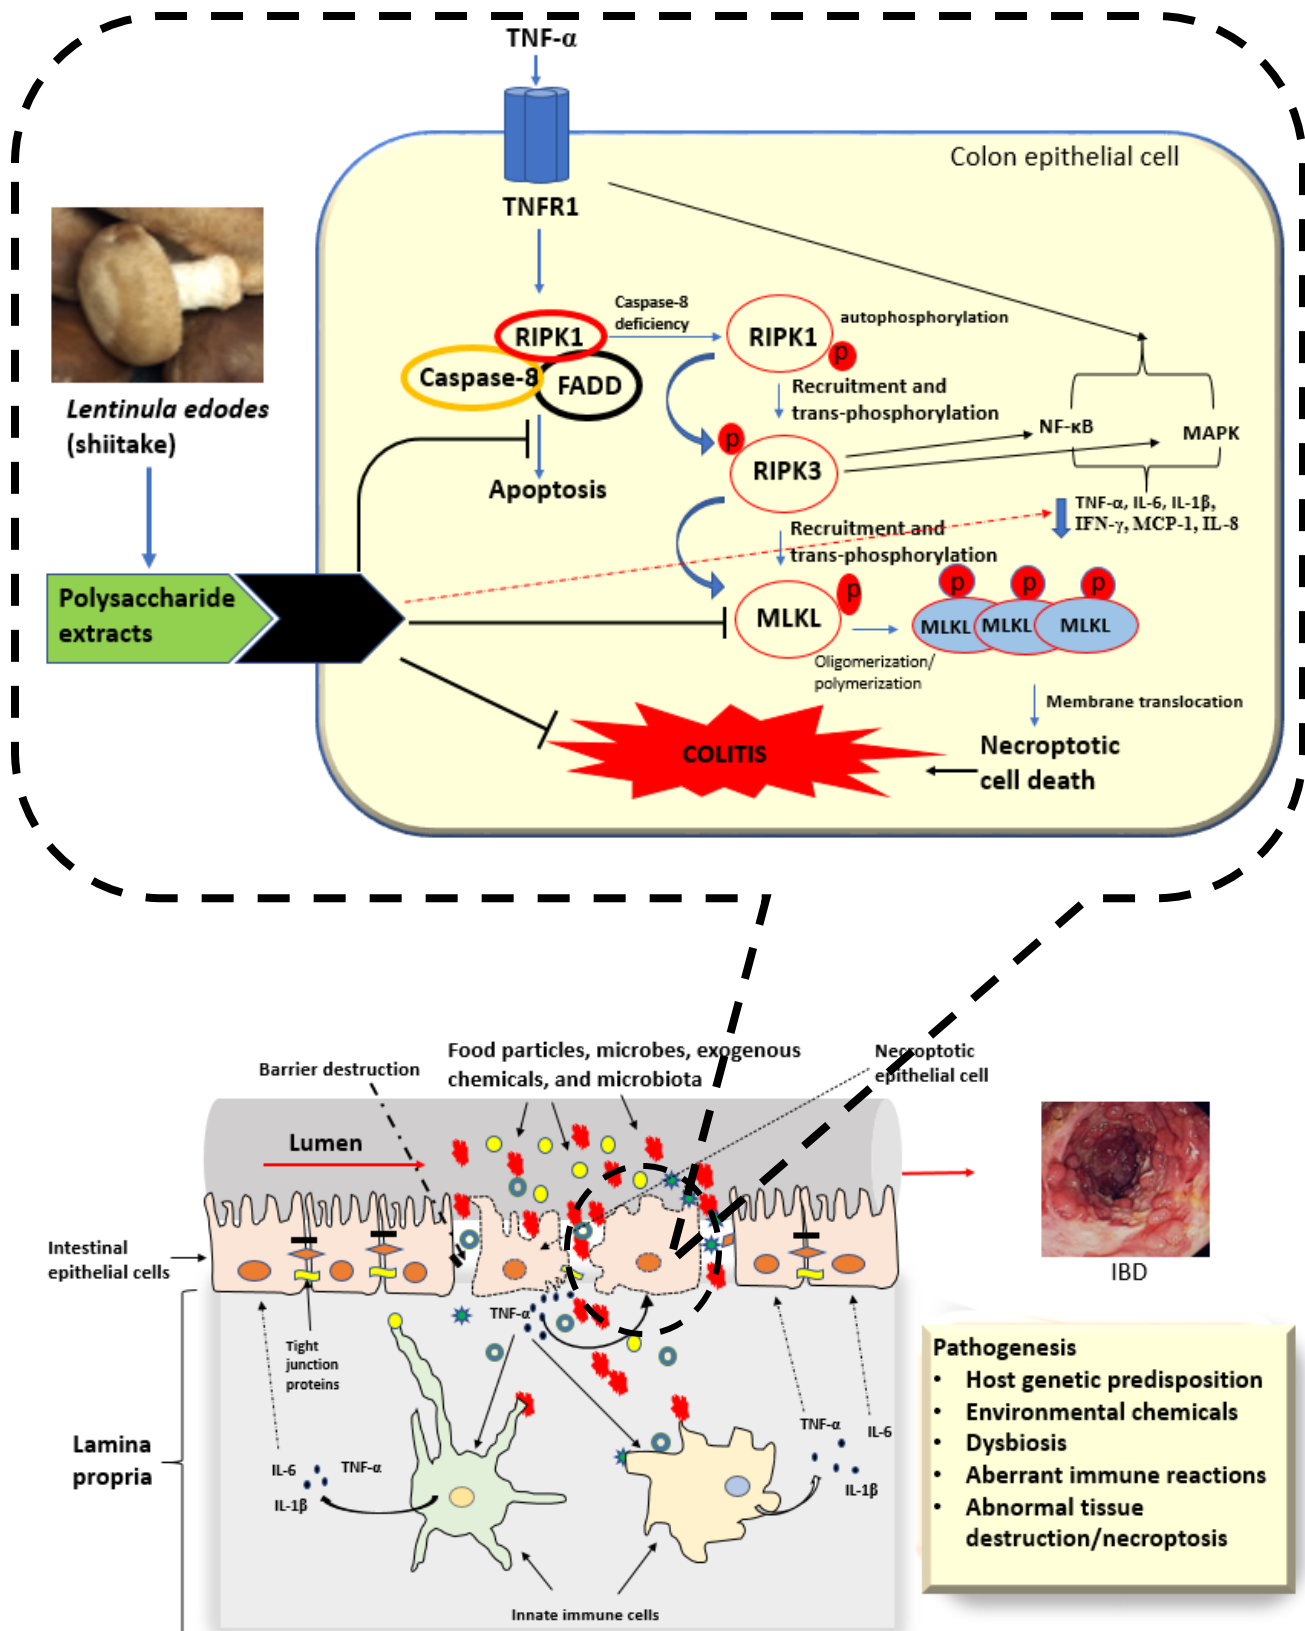 TNF-α
Colon epithelial cell
TNFR1
Caspase-8
deficiency
RIPK1
RIPK1
autophosphorylation
p
Caspase-8
FADD
Recruitment and
trans-phosphorylation
Lentinula edodes
(shiitake)
p
NF-κB
MAPK
RIPK3
Apoptosis
TNF-α, IL-6, IL-1β,
IFN-γ, MCP-1, IL-8
Recruitment and
trans-phosphorylation
Polysaccharide
extracts
p
p
p
p
MLKL
MLKL
MLKL
MLKL
Oligomerization/
polymerization
Membrane translocation
COLITIS
Necroptotic
cell death
Food particles, microbes, exogenous
chemicals, and microbiota
Necroptotic
epithelial cell
Barrier destruction
Lumen
Intestinal
epithelial cells
IBD
TNF-α
Tight
junction
proteins
Pathogenesis
• Host genetic predisposition
• Environmental chemicals
• Dysbiosis
• Aberrant immune reactions
• Abnormal tissue
destruction/necroptosis
Lamina
propria
IL-6
TNF-α
IL-1β
TNF-α
IL-6
IL-1β
Innate immune cells